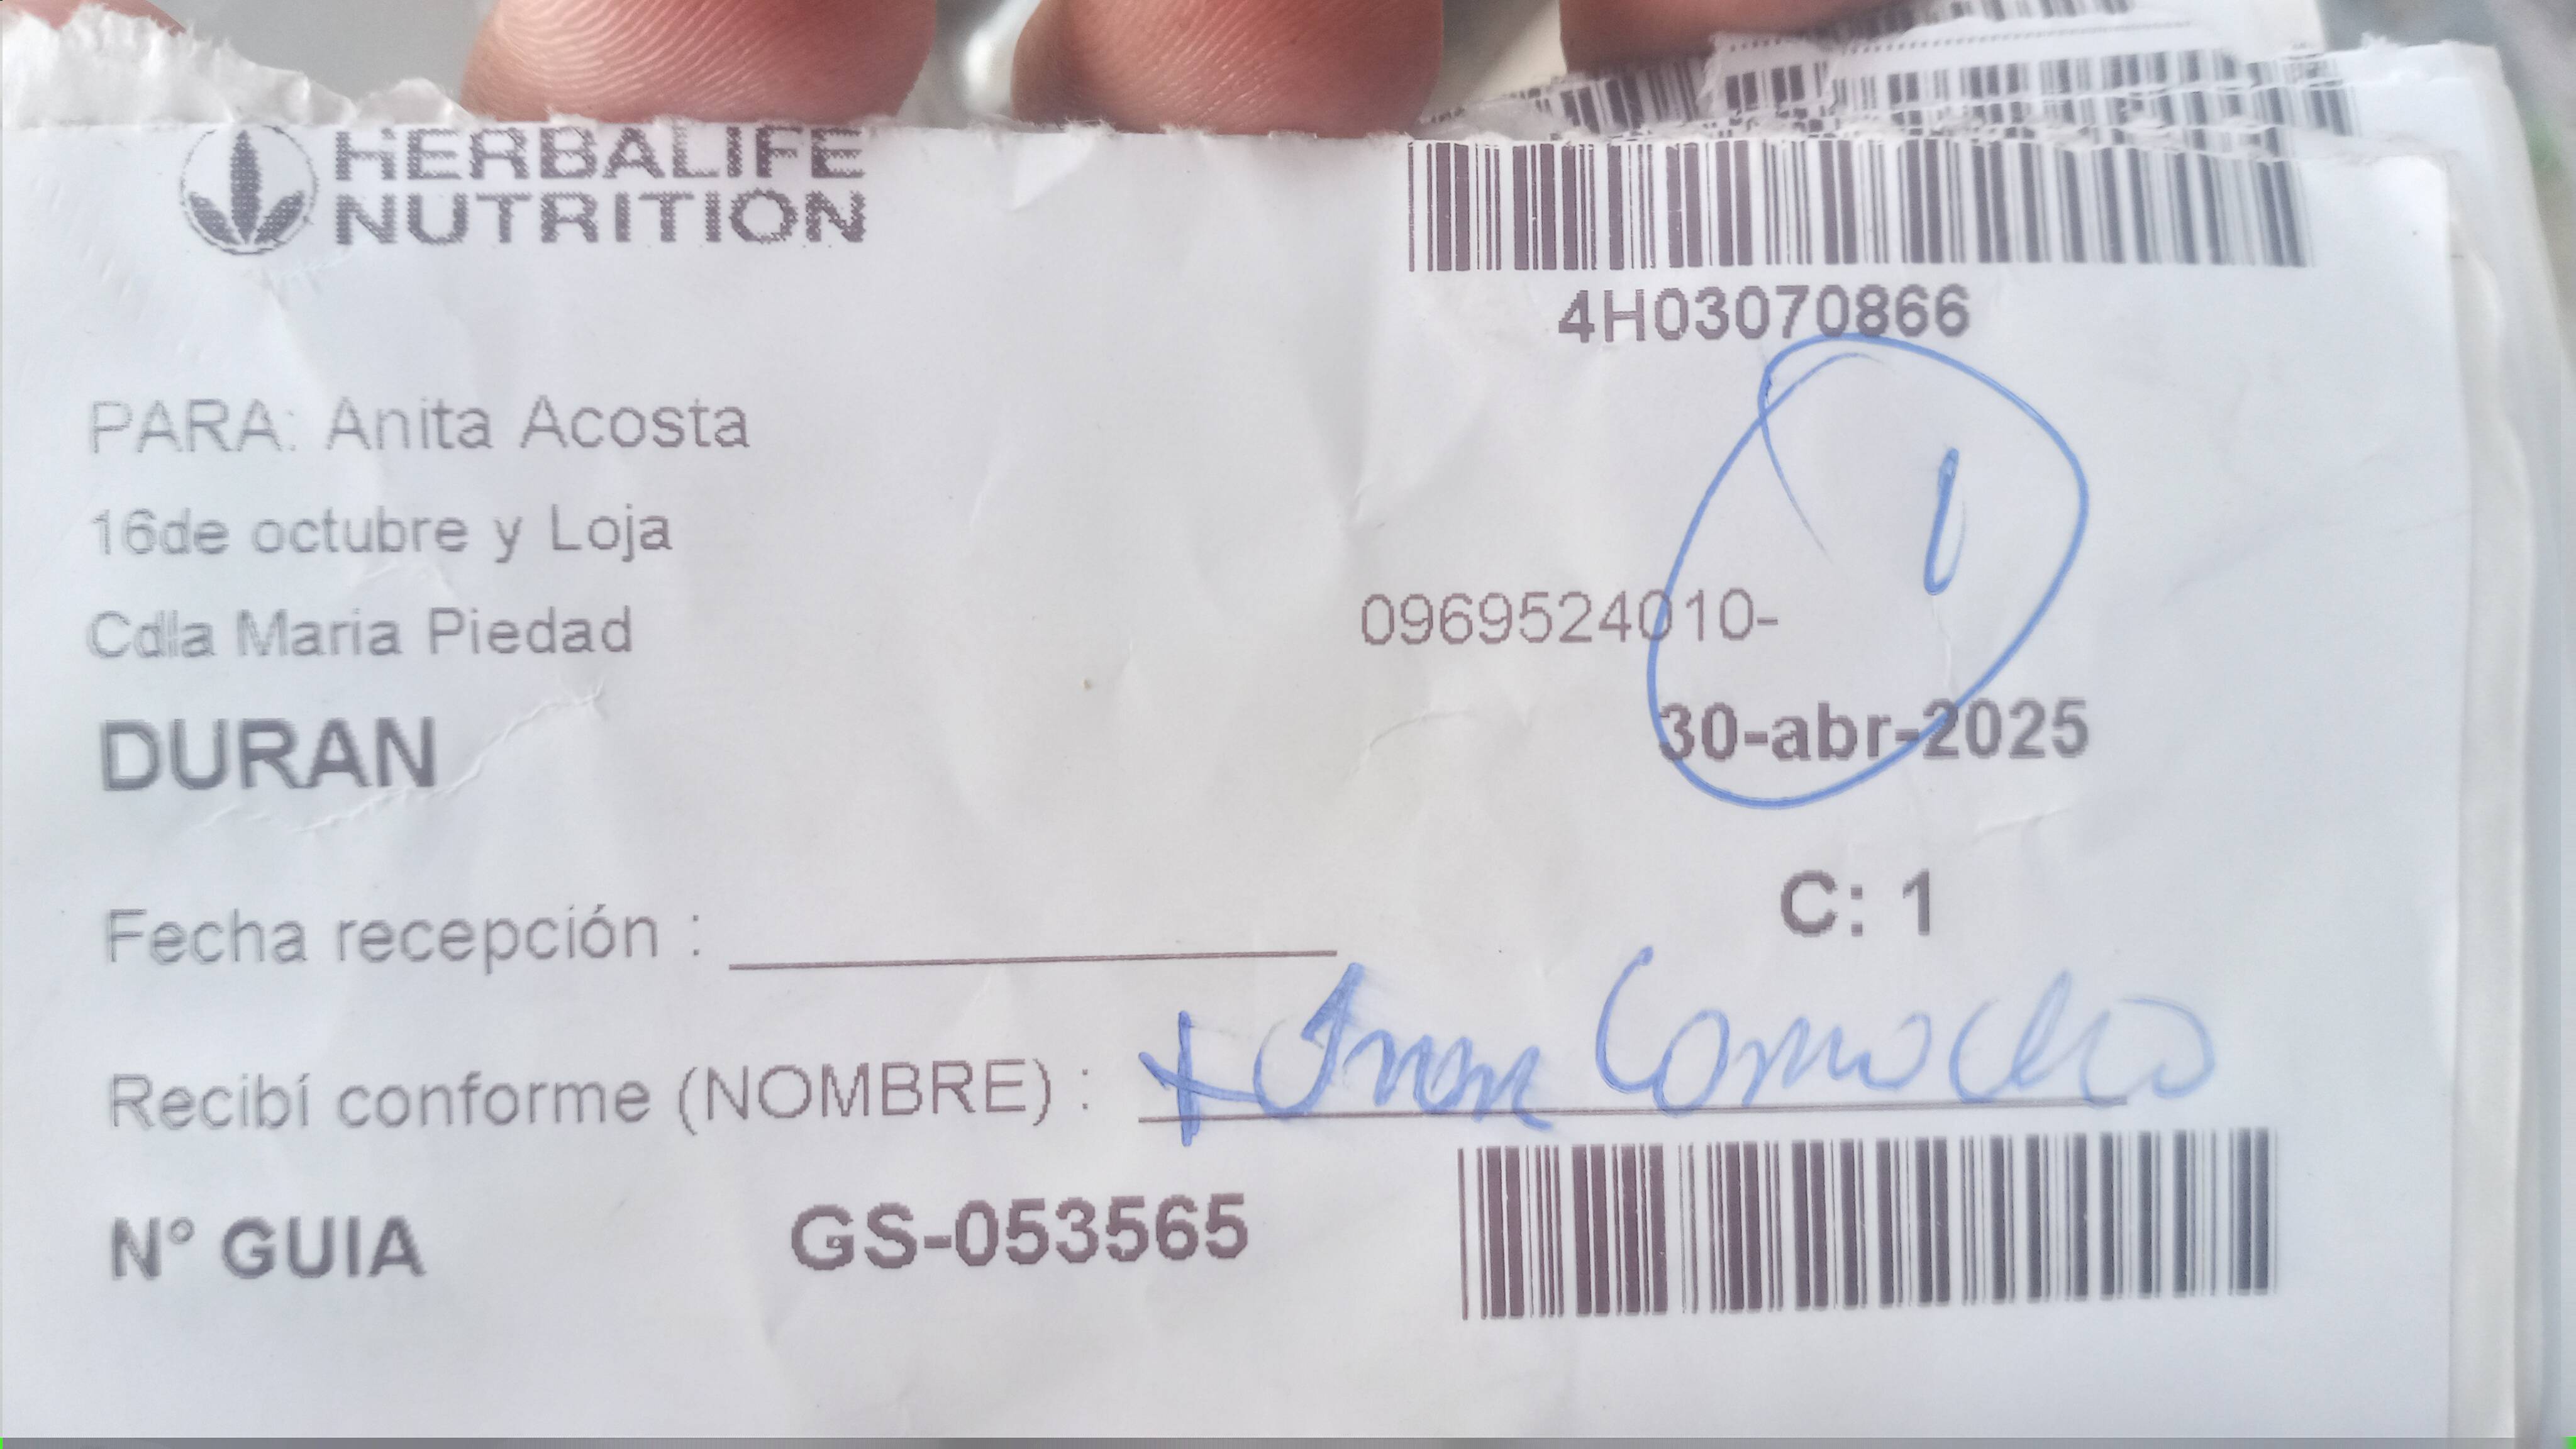 HERBALIFE
NUTRITION
4H03070866
PARA: Anita Acosta
16de octubre y Loja
1
Cdlla Maria Piedad
0969524010-
DURAN
30-abr-2025
C: 1
Fecha recepción :
Recibí conforme (NOMBRE) :
N° GUIA GS-053565